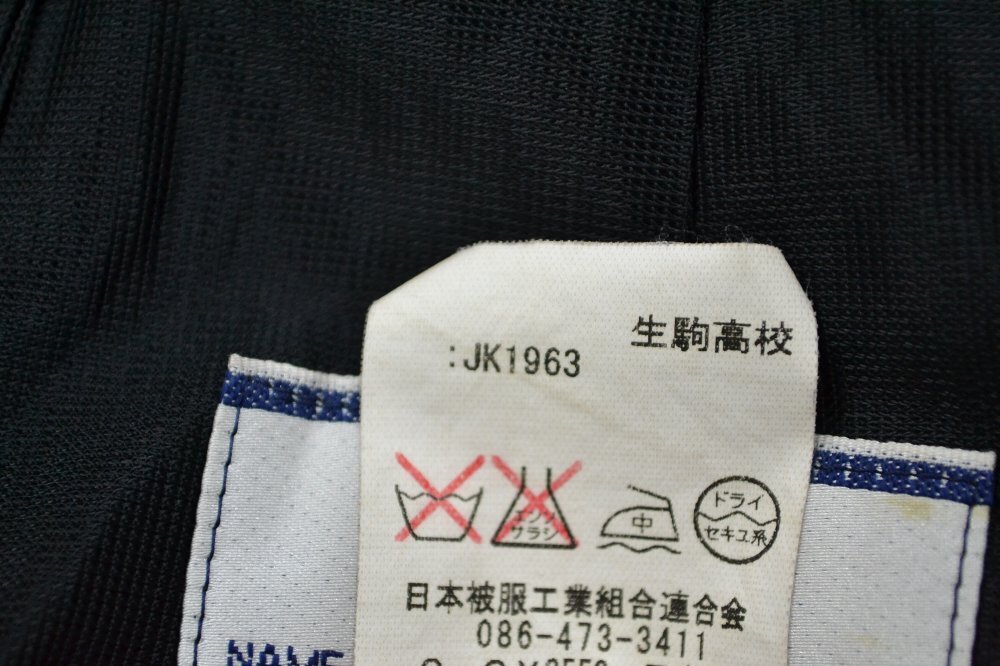 生駒高校
:JK1963
エンソ
サラシ
中
ドライ
セキユ系
日本被服工業組合連合会
086-473-3411
NAME